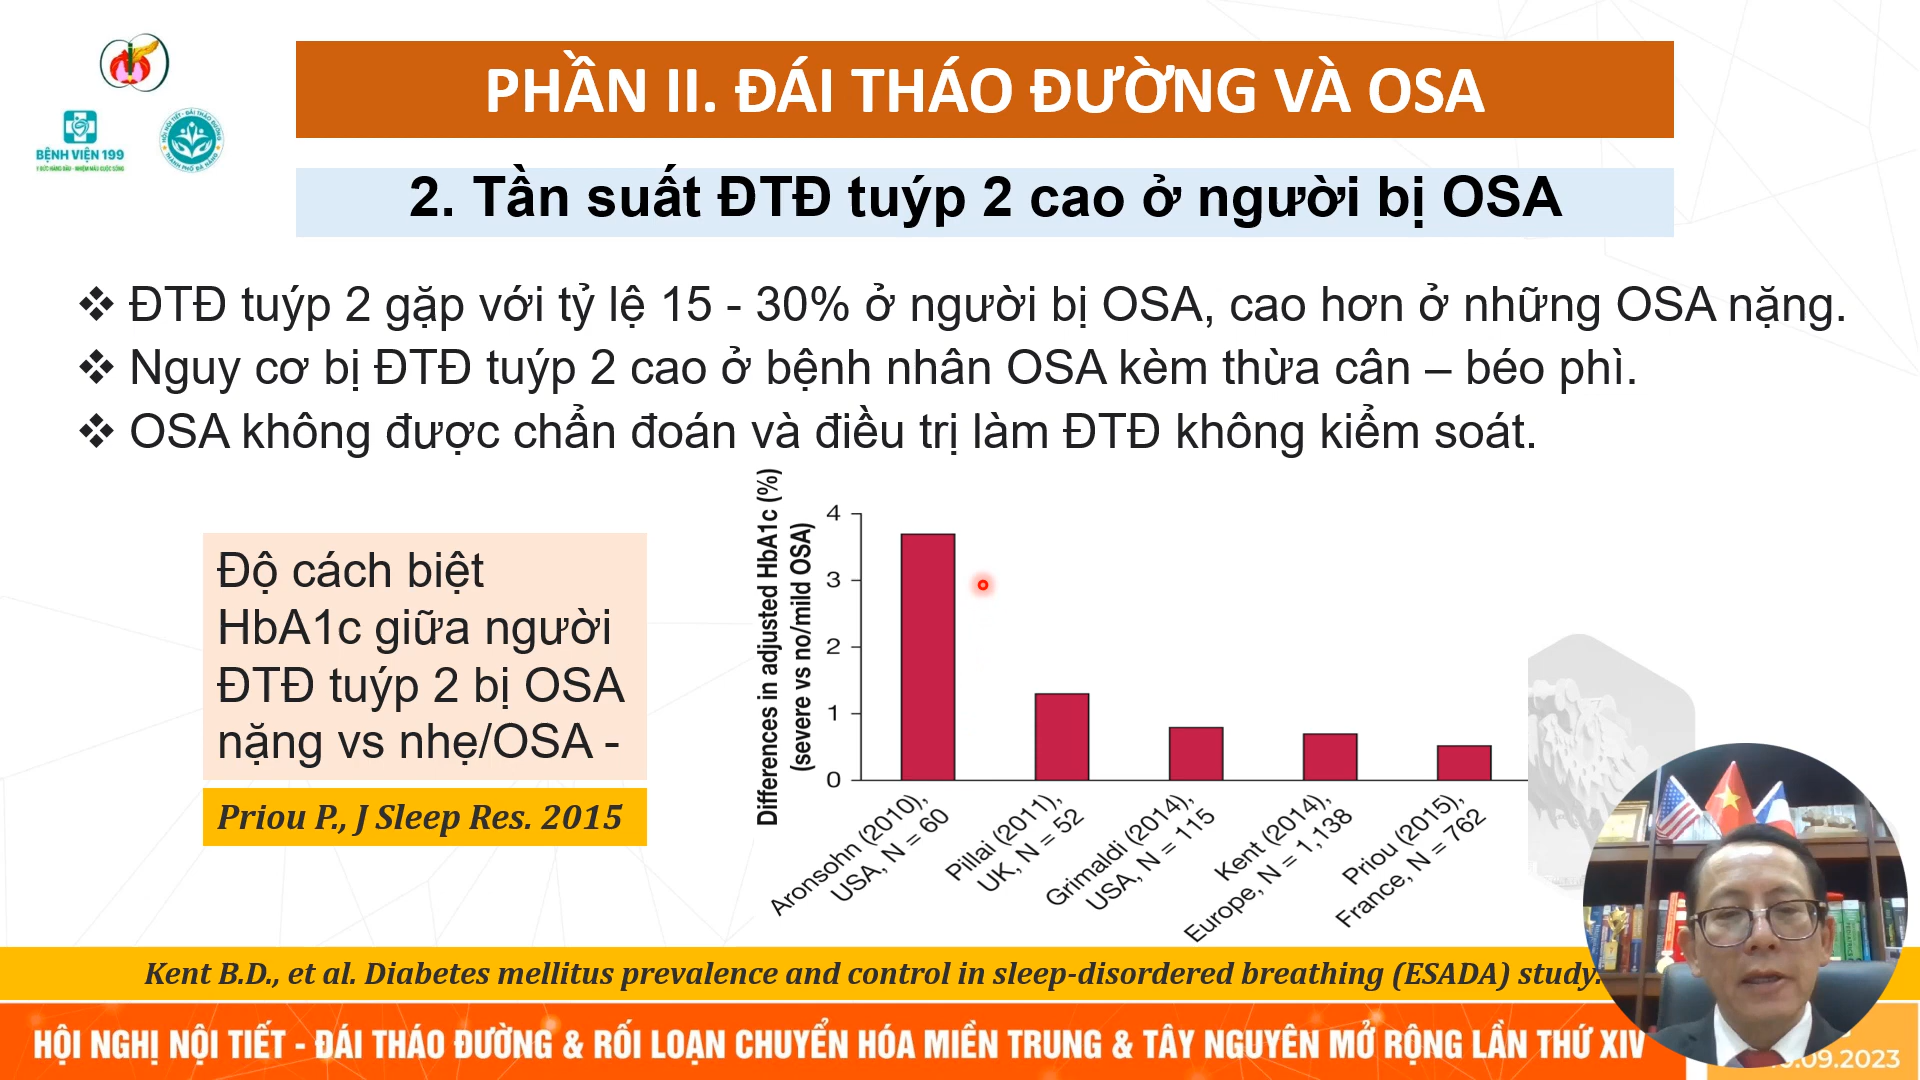 PHẦN II. ĐÁI THÁO ĐƯỜNG VÀ OSA
BỆNH VIỆN 199
2. Tần suất ĐTĐ tuýp 2 cao ở người bị OSA
❖ ĐTĐ tuýp 2 gặp với tỷ lệ 15 - 30% ở người bị OSA, cao hơn ở những OSA nặng.
❖ Nguy cơ bị ĐTĐ tuýp 2 cao ở bệnh nhân OSA kèm thừa cân – béo phì.
❖ OSA không được chẩn đoán và điều trị làm ĐTĐ không kiểm soát.
Độ cách biệt
HbA1c giữa người
ĐTĐ tuýp 2 bị OSA
nặng vs nhẹ/OSA -
Priou P., J Sleep Res. 2015
Differences in adjusted HbA1c (%)
(severe vs no/mild OSA)
4
3
2
1
0
Aronsohn (2010),
USA, N = 60
Pillai (2011),
UK, N = 52
Grimaldi (2014),
USA, N = 115
Kent (2014),
Europe, N = 1,138
Priou (2015),
France, N = 762
Kent B.D., et al. Diabetes mellitus prevalence and control in sleep-disordered breathing (ESADA) study.
HỘI NGHỊ NỘI TIẾT - ĐÁI THÁO ĐƯỜNG & RỐI LOẠN CHUYỂN HÓA MIỀN TRUNG & TÂY NGUYÊN MỞ RỘNG LẦN THỨ XIV
.09.2023